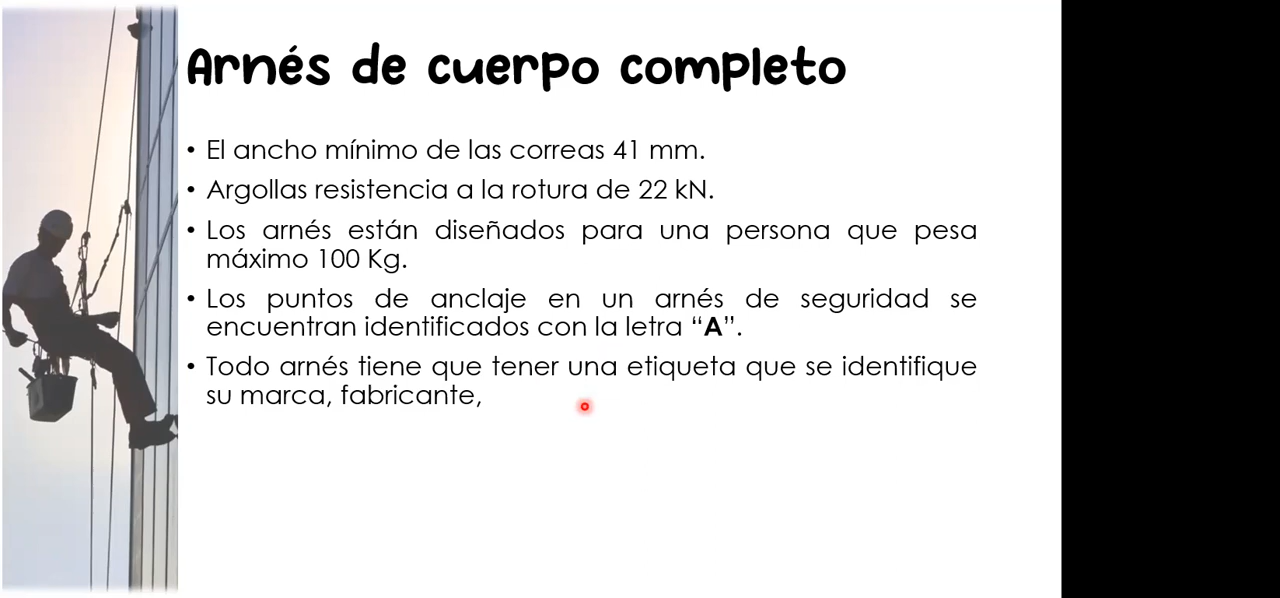 Arnés de cuerpo completo
• El ancho mínimo de las correas 41 mm.
• Argollas resistencia a la rotura de 22 kN.
• Los arnés están diseñados para una persona que pesa
máximo 100 Kg.
• Los puntos de anclaje en un arnés de seguridad se
encuentran identificados con la letra “A”.
• Todo arnés tiene que tener una etiqueta que se identifique
su marca, fabricante,